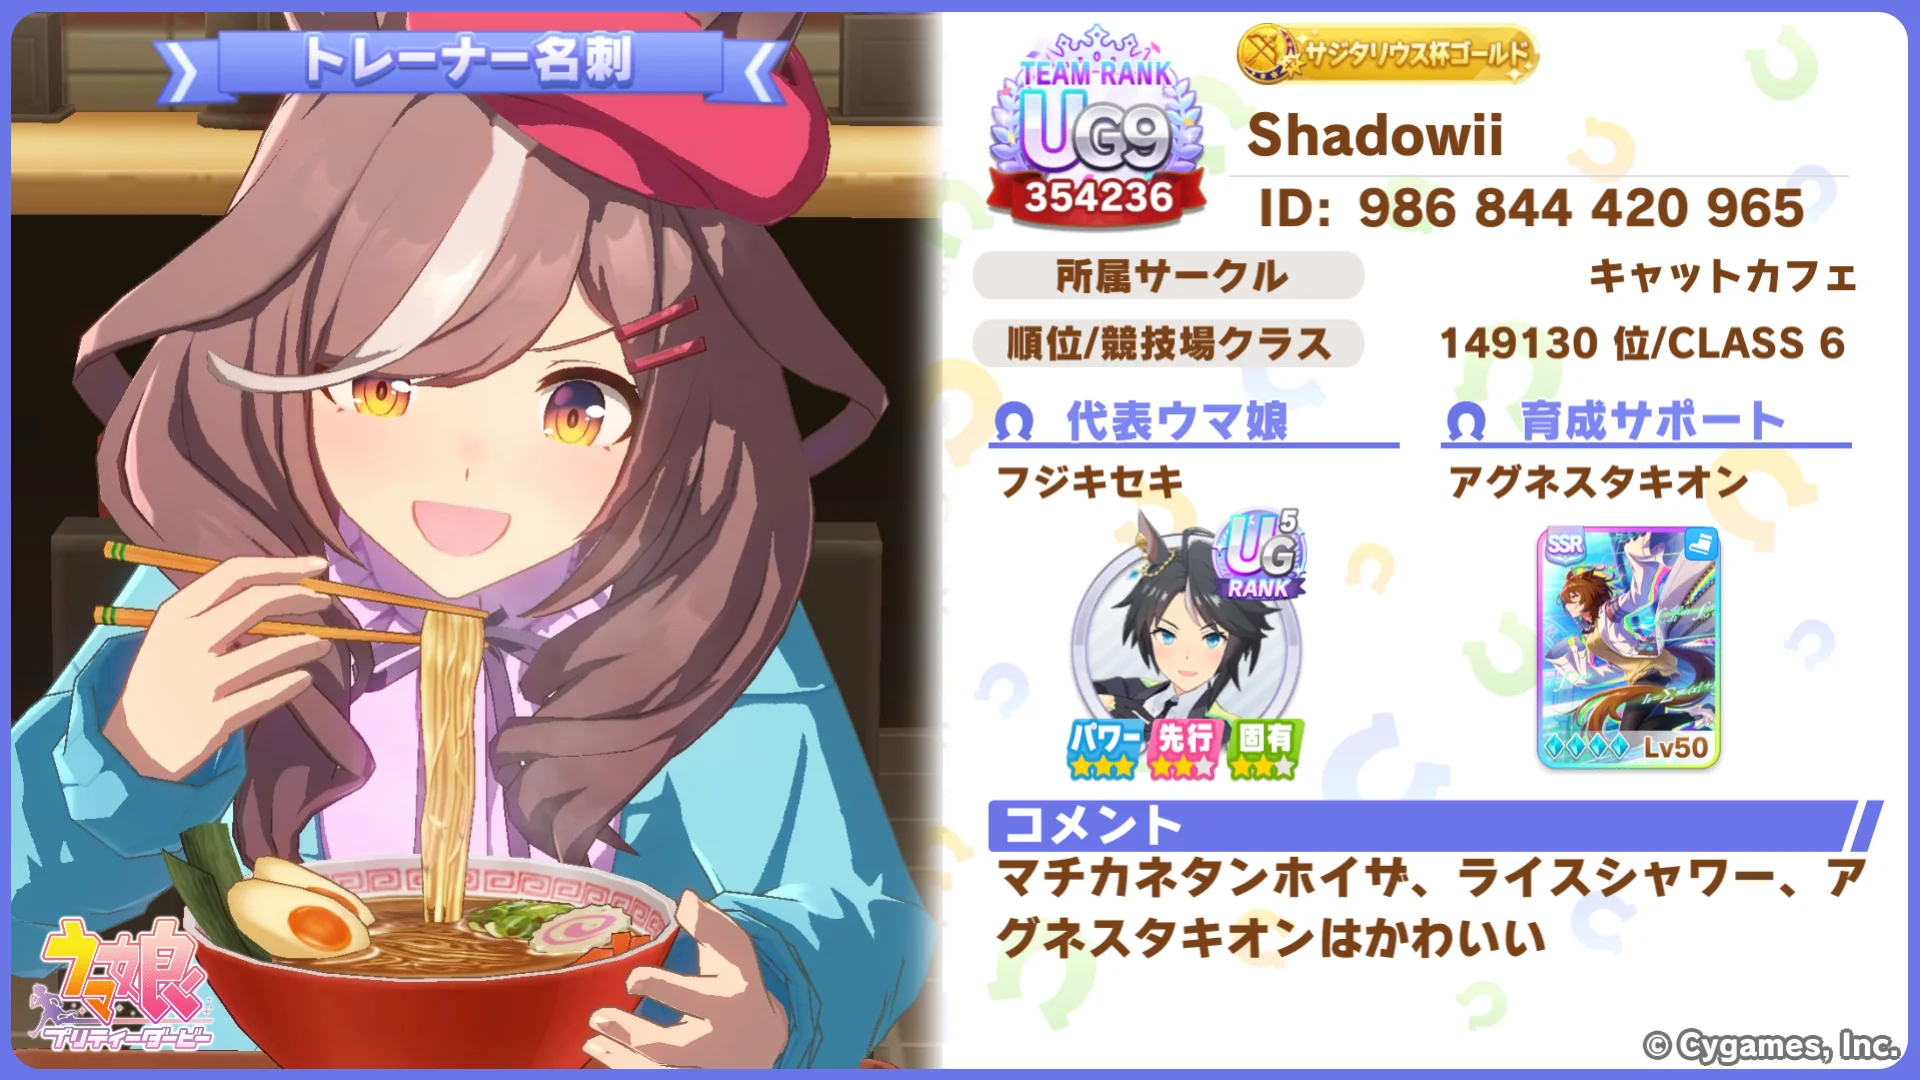 トレーナー名刺
TEAM RANK
UG9
354236
サジタリウス杯ゴールド
Shadowii
ID: 986 844 420 965
所属サークル キャットカフェ
順位/競技場クラス 149130 位/CLASS 6
代表ウマ娘
フジキセキ
UG5
RANK
パワー 先行 固有
育成サポート
アグネスタキオン
SSR
Lv50
コメント
マチカネタンホイザ、ライスシャワー、ア
グネスタキオンはかわいい
ウマ娘
プリティーダービー
© Cygames, Inc.